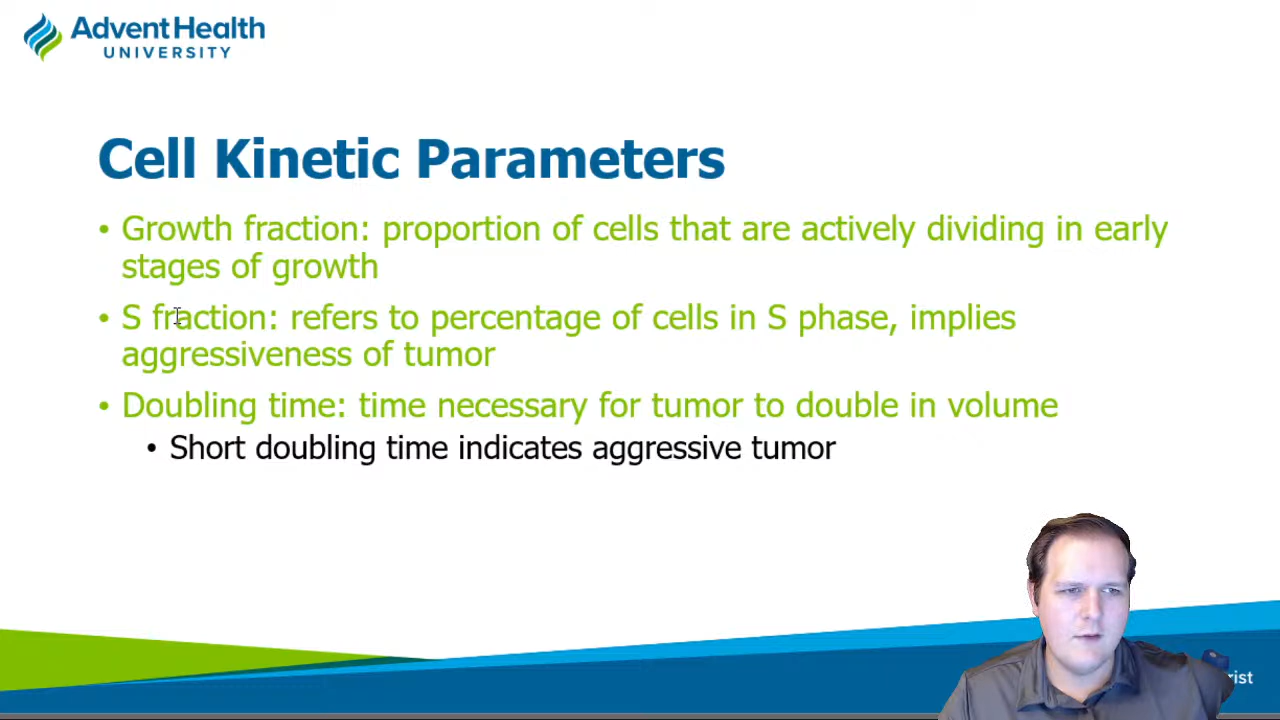 Advent Health
UNIVERSITY
Cell Kinetic Parameters
• Growth fraction: proportion of cells that are actively dividing in early
stages of growth
• S fraction: refers to percentage of cells in S phase, implies
aggressiveness of tumor
• Doubling time: time necessary for tumor to double in volume
• Short doubling time indicates aggressive tumor